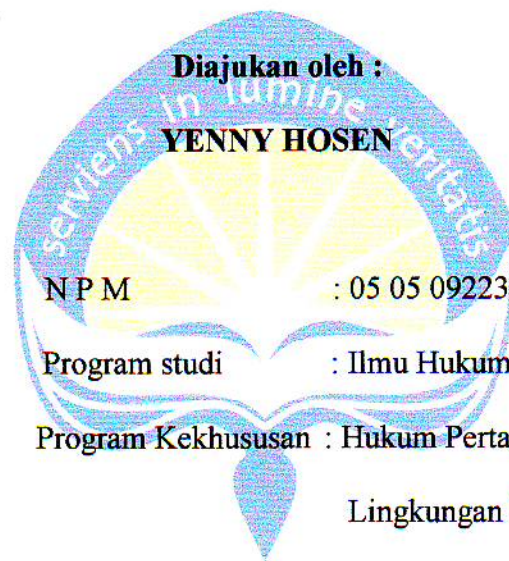 Diajukan oleh :
serviens in lumine veritatis
YENNY HOSEN
N P M : 05 05 09223
Program studi : Ilmu Hukum
Program Kekhususan : Hukum Perta
Lingkungan